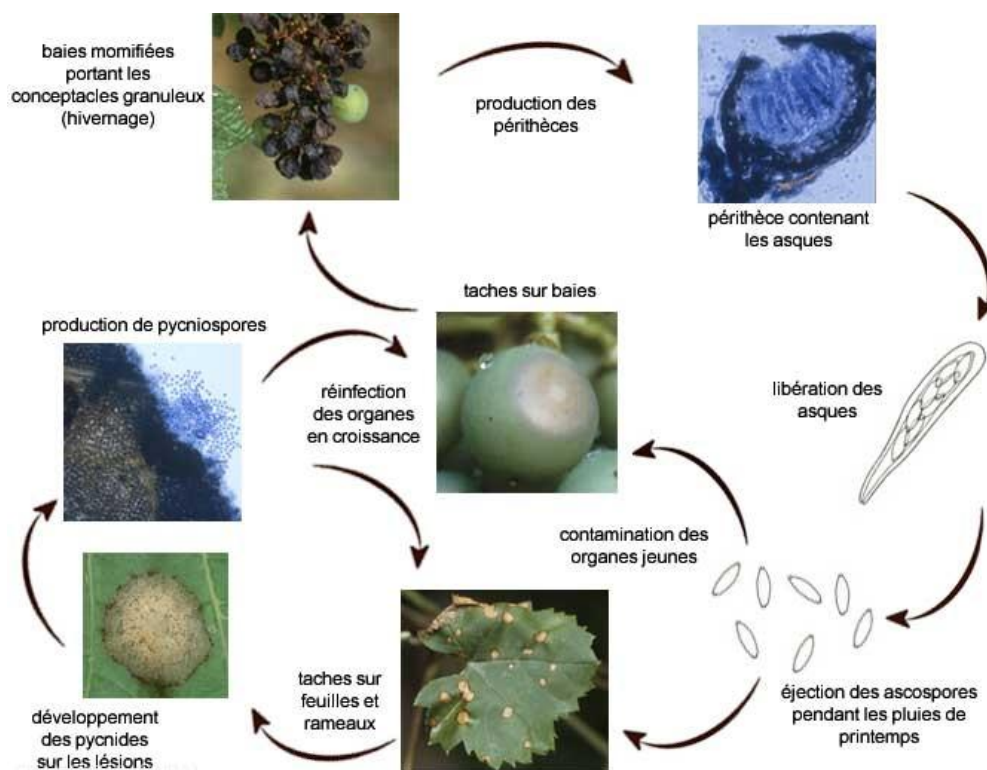 baies momifiées
portant les
conceptacles granuleux
(hivernage)
production des
périthèces
périthèce contenant
les asques
taches sur baies
production de pycniospores
réinfection
des organes
en croissance
libération des
asques
contamination des
organes jeunes
taches sur
feuilles et
rameaux
éjection des ascospores
pendant les pluies de
printemps
développement
des pycnides
sur les lésions